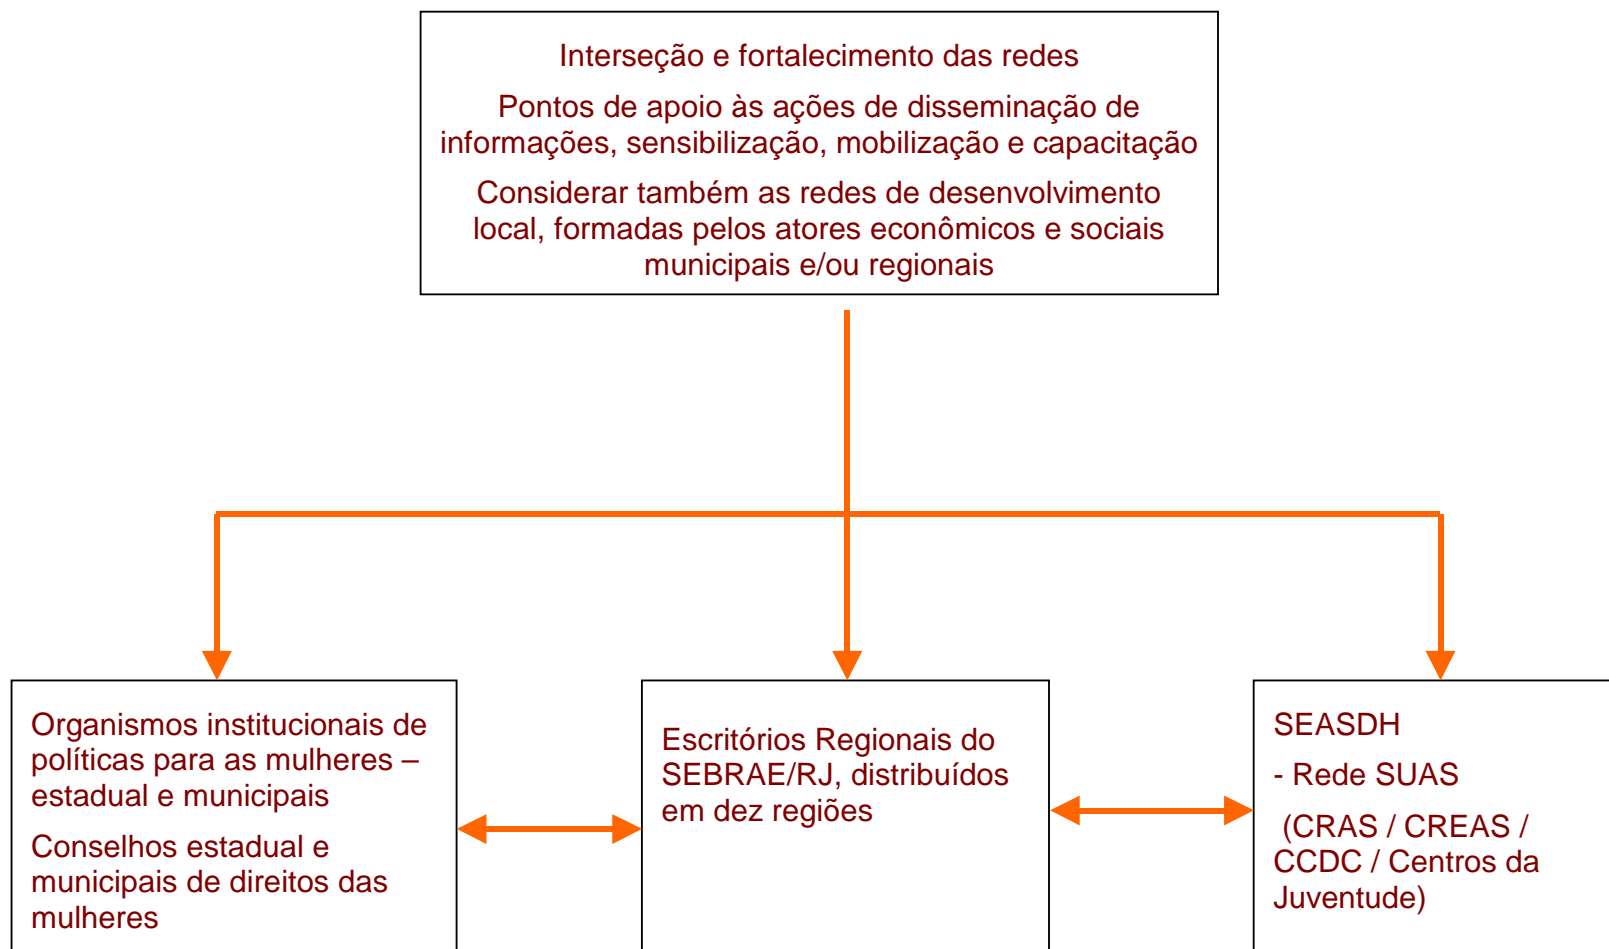 Interseção e fortalecimento das redes
Pontos de apoio às ações de disseminação de
informações, sensibilização, mobilização e capacitação
Considerar também as redes de desenvolvimento
local, formadas pelos atores econômicos e sociais
municipais e/ou regionais
Organismos institucionais de
políticas para as mulheres –
estadual e municipais
Conselhos estadual e
municipais de direitos das
mulheres
Escritórios Regionais do
SEBRAE/RJ, distribuídos
em dez regiões
SEASDH
- Rede SUAS
(CRAS / CREAS /
CCDC / Centros da
Juventude)